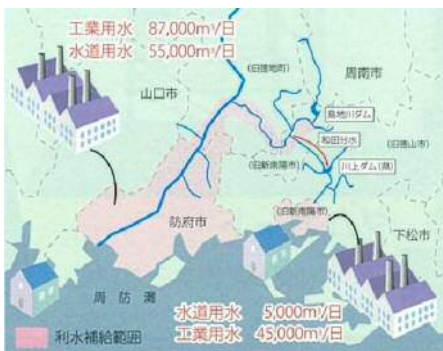 工業用水 87,000m³/日
水道用水 55,000m³/日
(旧徳地町)
周南市
山口市
島地川ダム
和田分水
(旧新南陽市)
川上ダム(県)
(旧徳山市)
防府市
(旧新南陽市)
下松市
周防灘
水道用水 5,000m³/日
利水補給範囲
工業用水 45,000m³/日